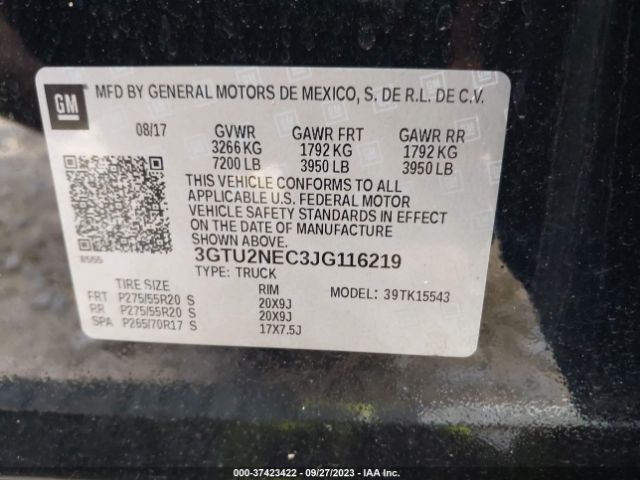 GM
MFD BY GENERAL MOTORS DE MEXICO, S. DE R.L. DE C.V.
08/17 GVWR GAWR FRT GAWR RR
3266 KG 1792 KG 1792 KG
7200 LB 3950 LB 3950 LB
THIS VEHICLE CONFORMS TO ALL
APPLICABLE U.S. FEDERAL MOTOR
VEHICLE SAFETY STANDARDS IN EFFECT
ON THE DATE OF MANUFACTURE
SHOWN ABOVE.
8555
3GTU2NEC3JG116219
TYPE: TRUCK
TIRE SIZE RIM MODEL: 39TK15543
FRT P275/55R20 S 20X9J
RR P275/55R20 S 20X9J
SPA P265/70R17 S 17X7.5J
000-37423422 - 09/27/2023 - IAA Inc.